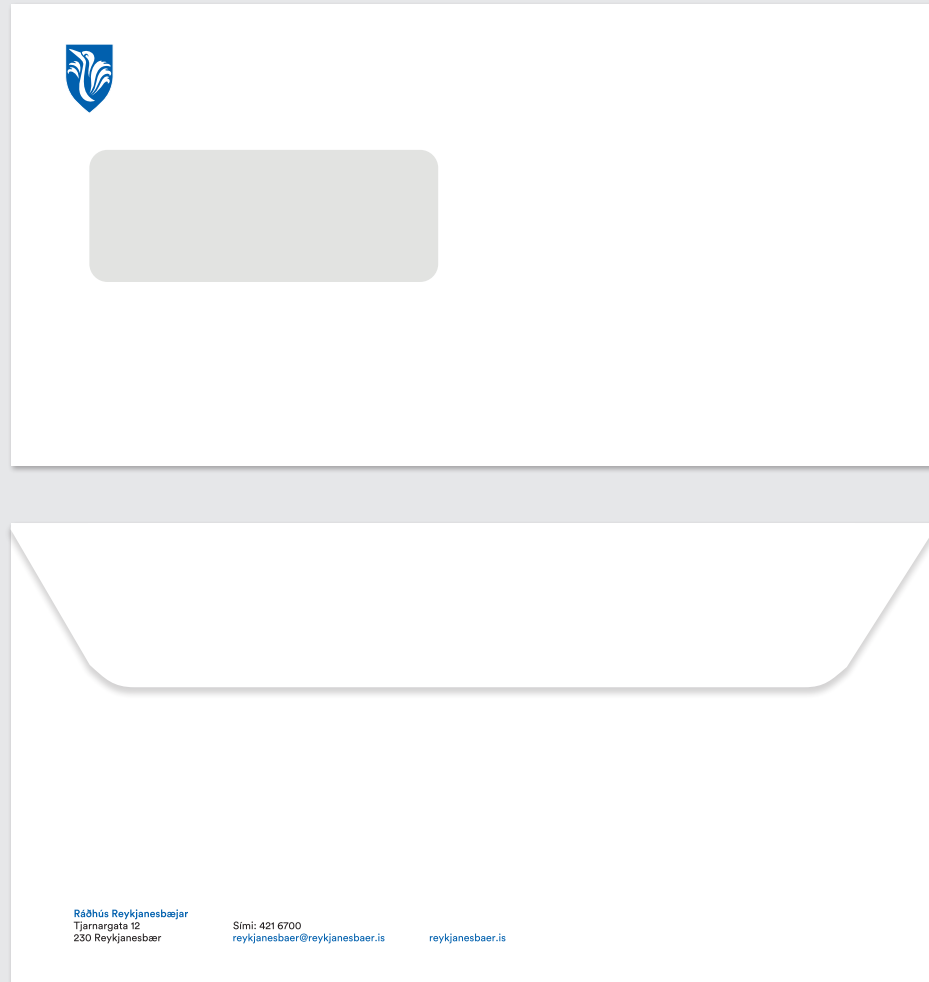 Ráðhús Reykjanesbæjar
Tjarnargata 12
230 Reykjanesbær
Sími: 421 6700
reykjanesbaer@reykjanesbaer.is
reykjanesbaer.is